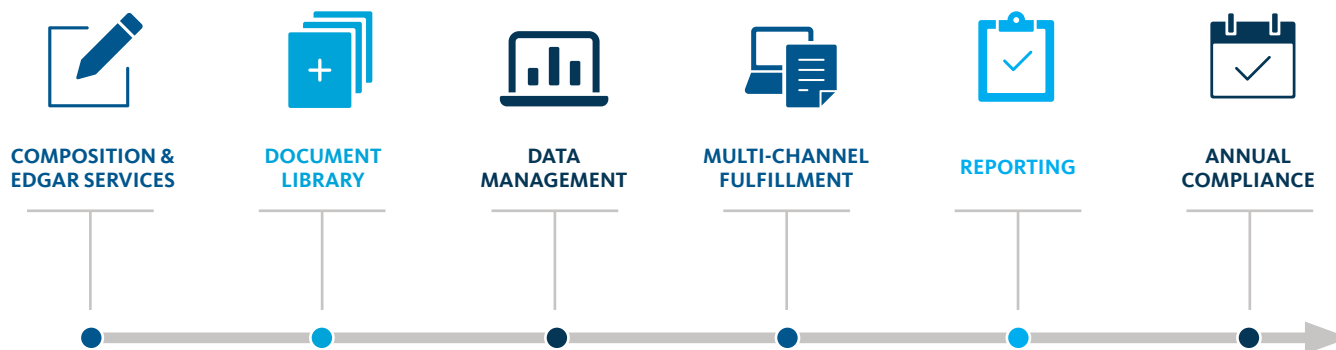 COMPOSITION &
EDGAR SERVICES
DOCUMENT
LIBRARY
DATA
MANAGEMENT
MULTI-CHANNEL
FULFILLMENT
REPORTING
ANNUAL
COMPLIANCE